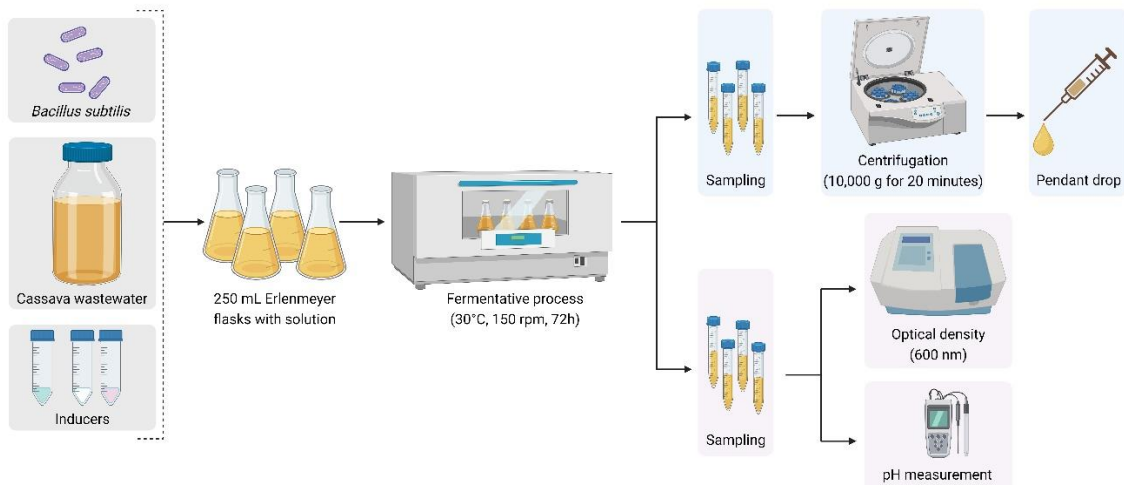 Bacillus subtilis
Cassava wastewater
Inducers
250 mL Erlenmeyer
flasks with solution
Fermentative process
(30°C, 150 rpm, 72h)
Sampling
Centrifugation
(10,000 g for 20 minutes)
Pendant drop
Sampling
Optical density
(600 nm)
pH measurement